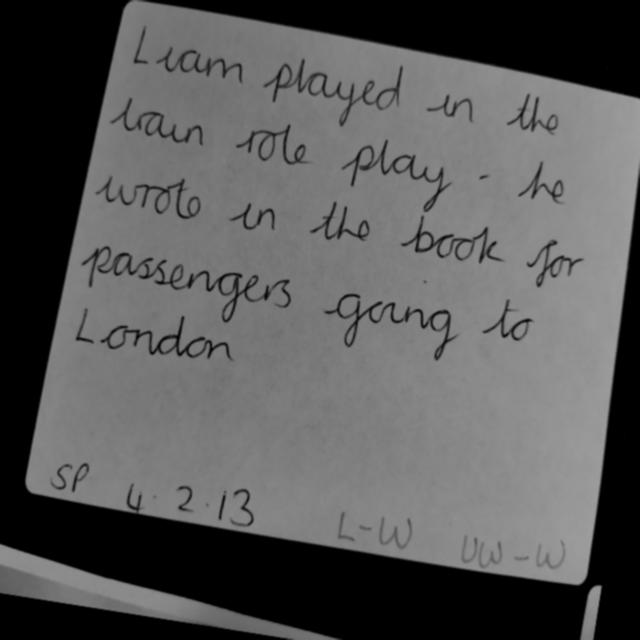 Liam played in the
train role play - he
wrote in the book for
passengers going to
London
SP 4.2.13 L-W UW-W